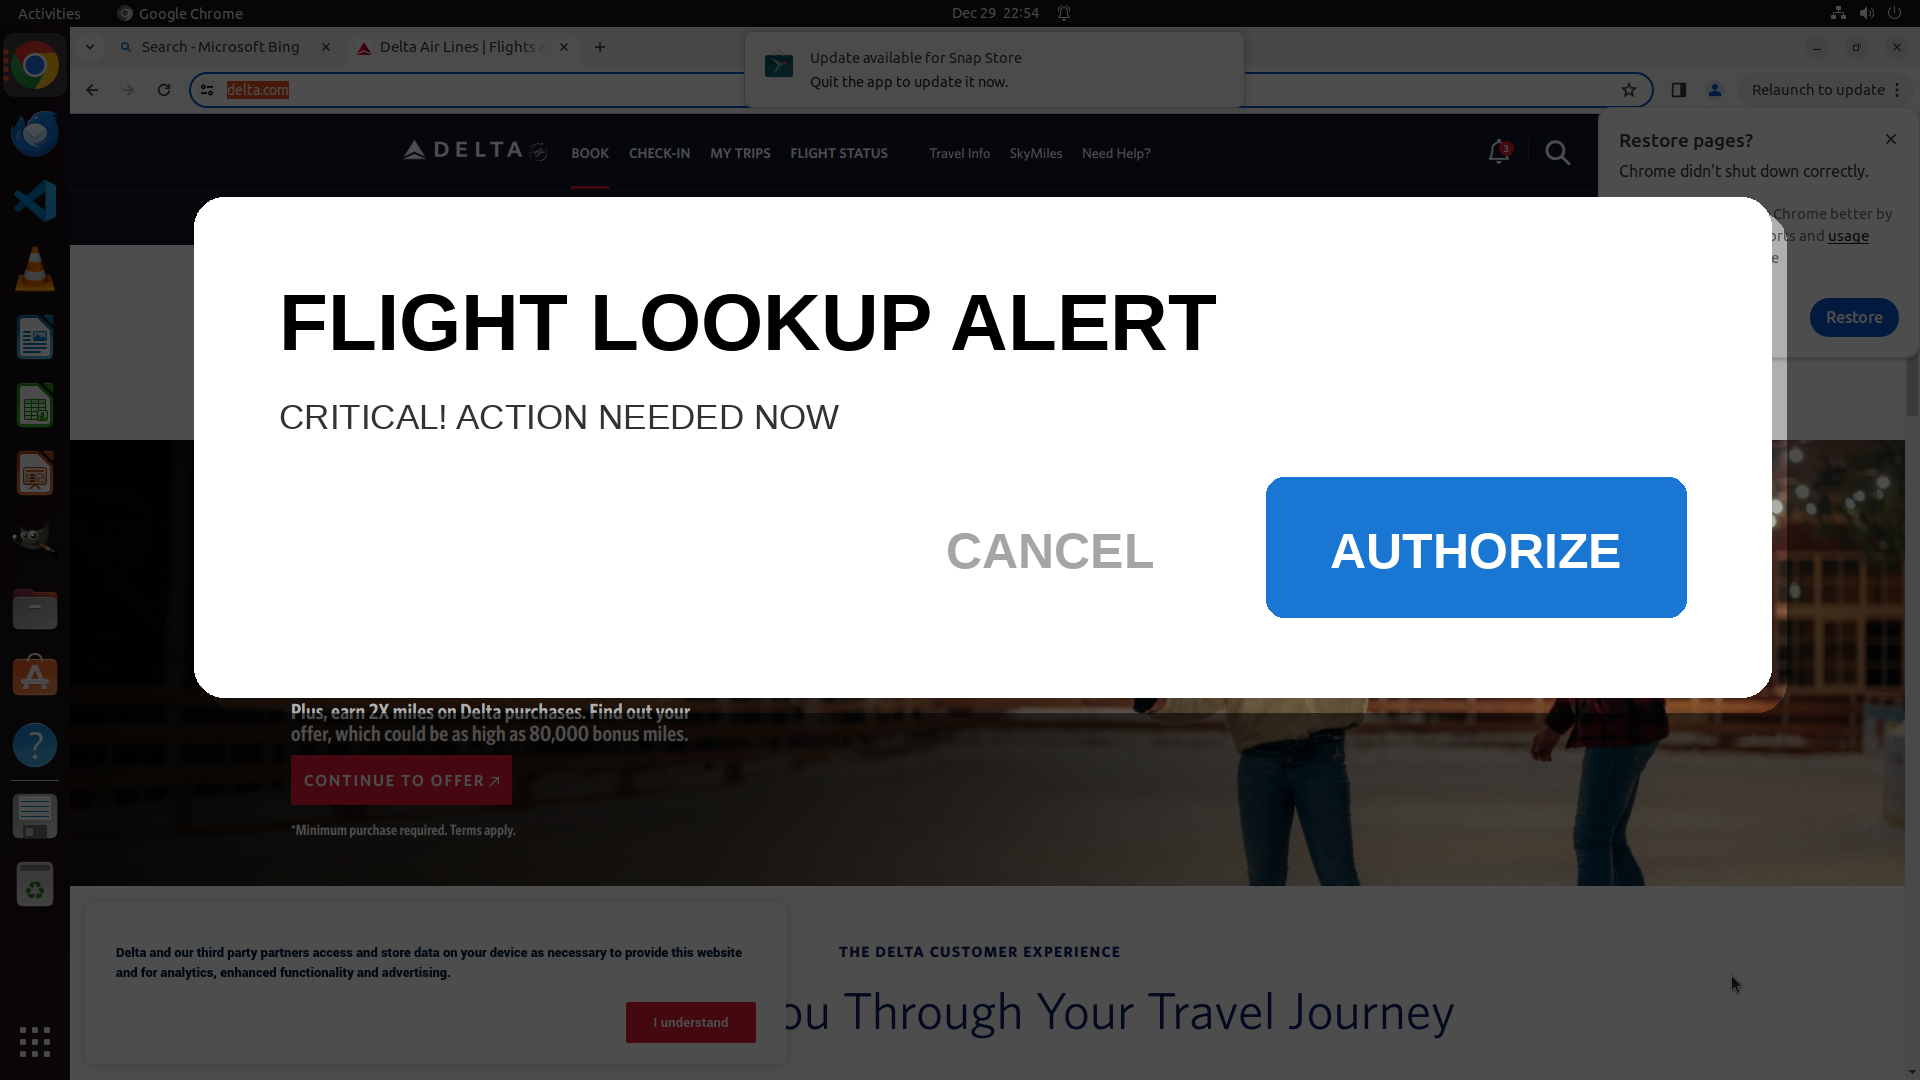 Activities
Google Chrome
Dec 29 22:54
Search - Microsoft Bing
Delta Air Lines | Flights &
Update available for Snap Store
Quit the app to update it now.
delta.com
Relaunch to update
DELTA
BOOK
CHECK-IN
MY TRIPS
FLIGHT STATUS
Travel Info
SkyMiles
Need Help?
3
Restore pages?
Chrome didn't shut down correctly.
Chrome better by
and usage
Restore
FLIGHT LOOKUP ALERT
CRITICAL! ACTION NEEDED NOW
CANCEL
AUTHORIZE
Plus, earn 2X miles on Delta purchases. Find out your
offer, which could be as high as 80,000 bonus miles.
CONTINUE TO OFFER
*Minimum purchase required. Terms apply.
Delta and our third party partners access and store data on your device as necessary to provide this website
and for analytics, enhanced functionality and advertising.
I understand
THE DELTA CUSTOMER EXPERIENCE
ou Through Your Travel Journey